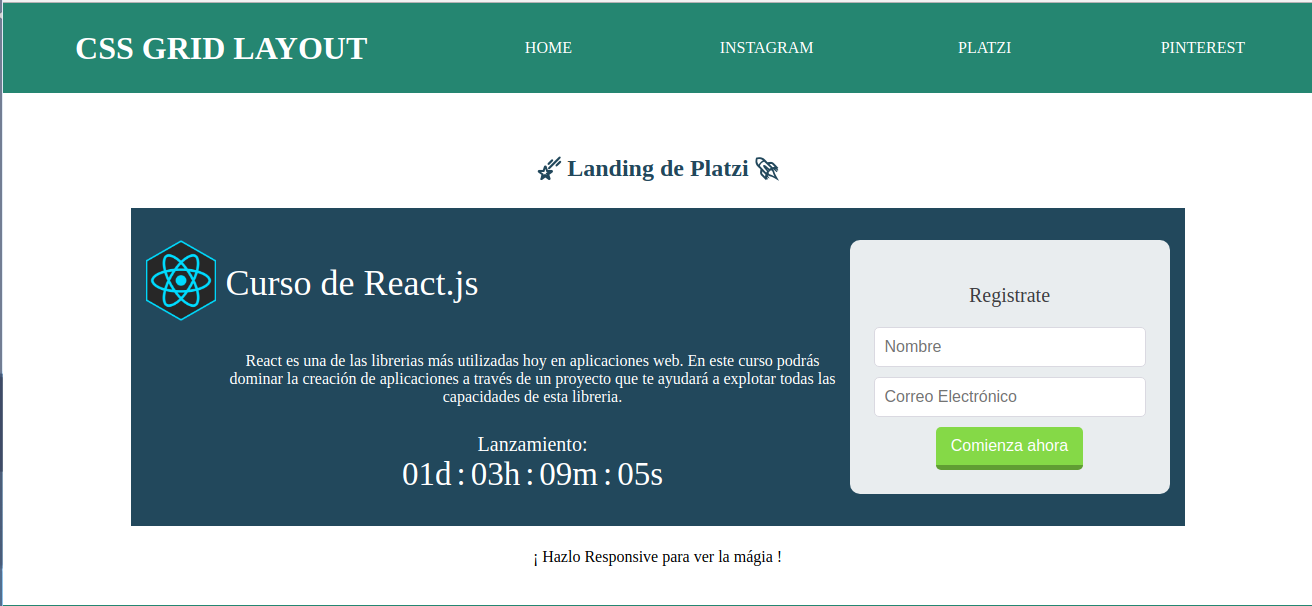 CSS GRID LAYOUT
HOME
INSTAGRAM
PLATZI
PINTEREST
Landing de Platzi
Curso de React.js
React es una de las librerias más utilizadas hoy en aplicaciones web. En este curso podrás
dominar la creación de aplicaciones a través de un proyecto que te ayudará a explotar todas las
capacidades de esta libreria.
Lanzamiento:
01d : 03h : 09m : 05s
Registrate
Nombre
Correo Electrónico
Comienza ahora
¡ Hazlo Responsive para ver la mágia !